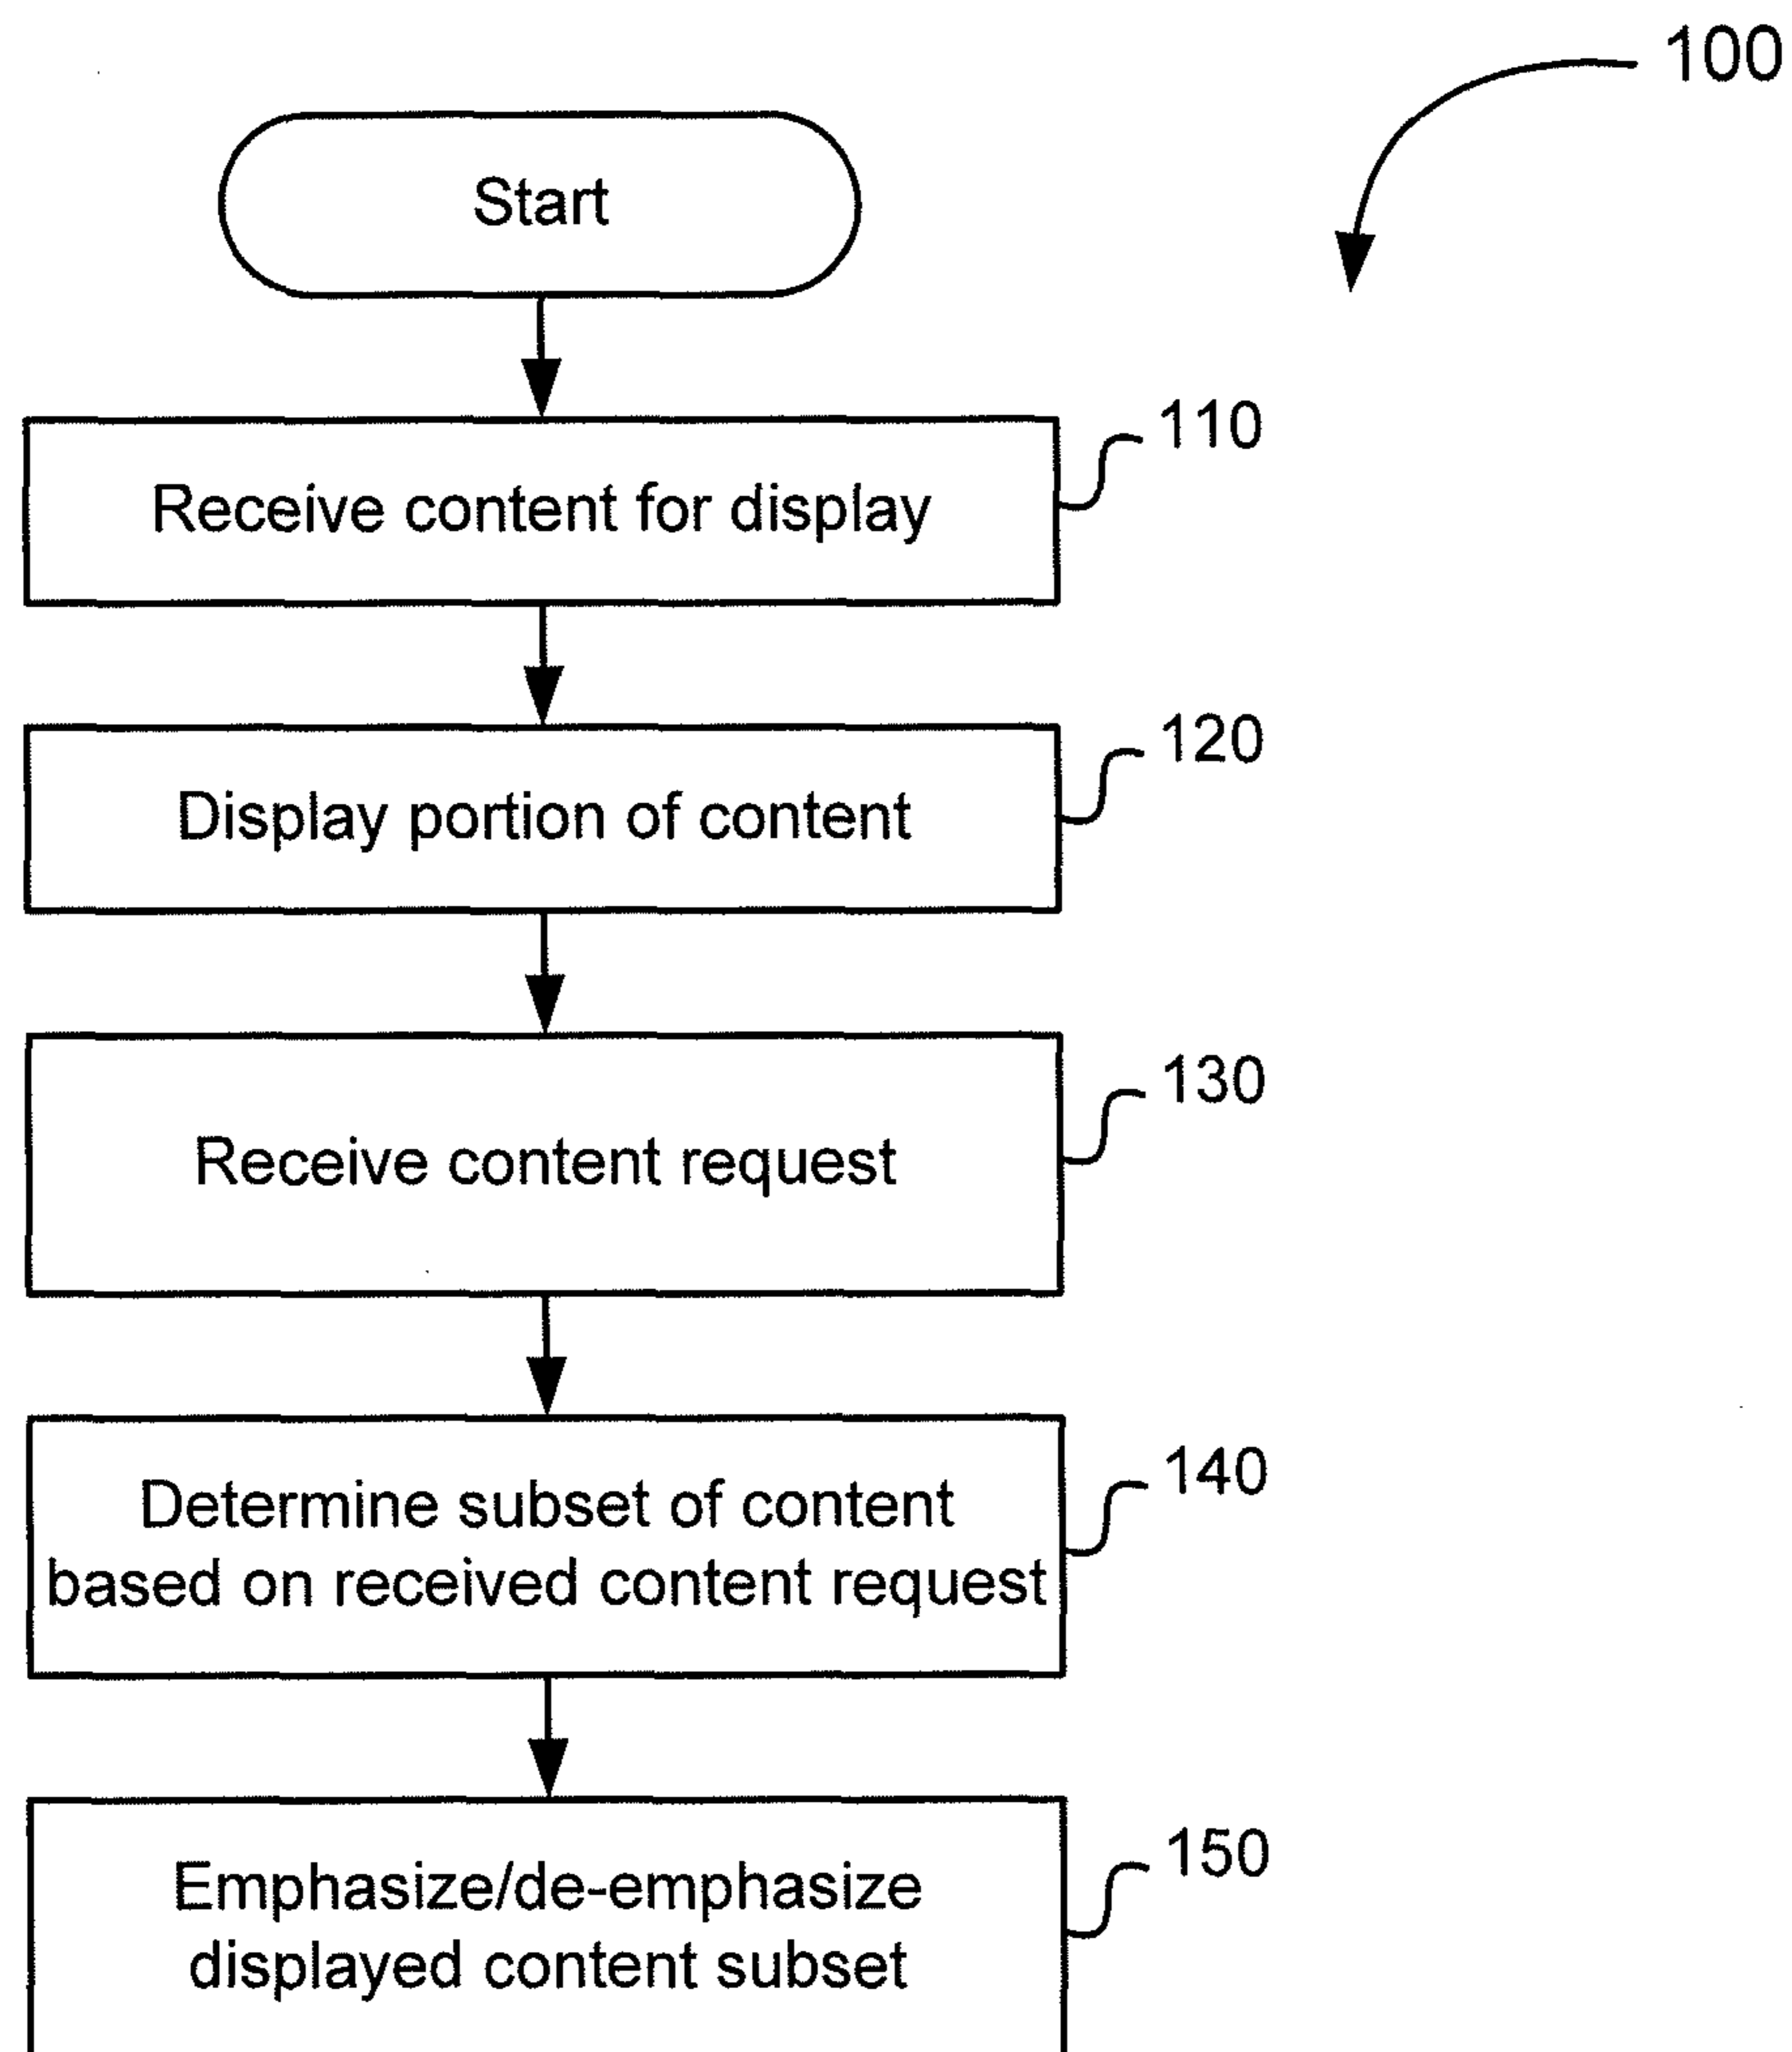 100
Start
110
Receive content for display
120
Display portion of content
130
Receive content request
140
Determine subset of content
based on received content request
150
Emphasize/de-emphasize
displayed content subset